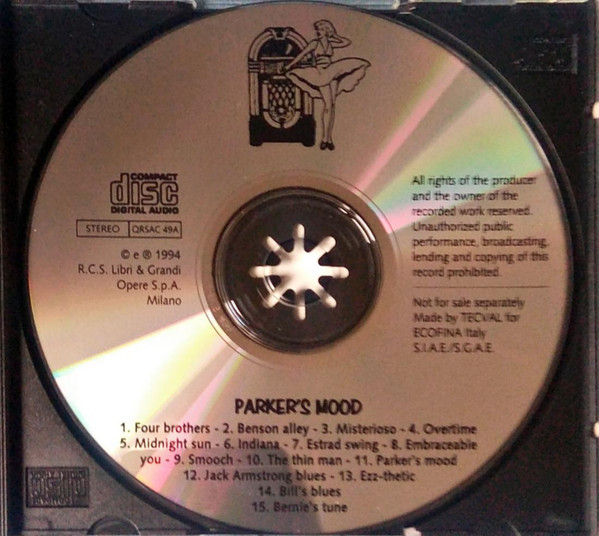 COMPACT
disc
DIGITAL AUDIO
STEREO QRSAC 49A
© e ℗ 1994
R.C.S. Libri & Grandi
Opere S.p.A.
Milano
All rights of the producer
and the owner of the
recorded work reserved.
Unauthorized public
performance, broadcasting,
lending and copying of this
record prohibited.
Not for sale separately
Made by TECVAL for
ECOFINA Italy
S.I.A.E./S.G.A.E.
PARKER'S MOOD
1. Four brothers - 2. Benson alley - 3. Misterioso - 4. Overtime
5. Midnight sun - 6. Indiana - 7. Estrad swing - 8. Embraceable
you - 9. Smooch - 10. The thin man - 11. Parker's mood
12. Jack Armstrong blues - 13. Ezz-thetic
14. Bill's blues
15. Bernie's tune